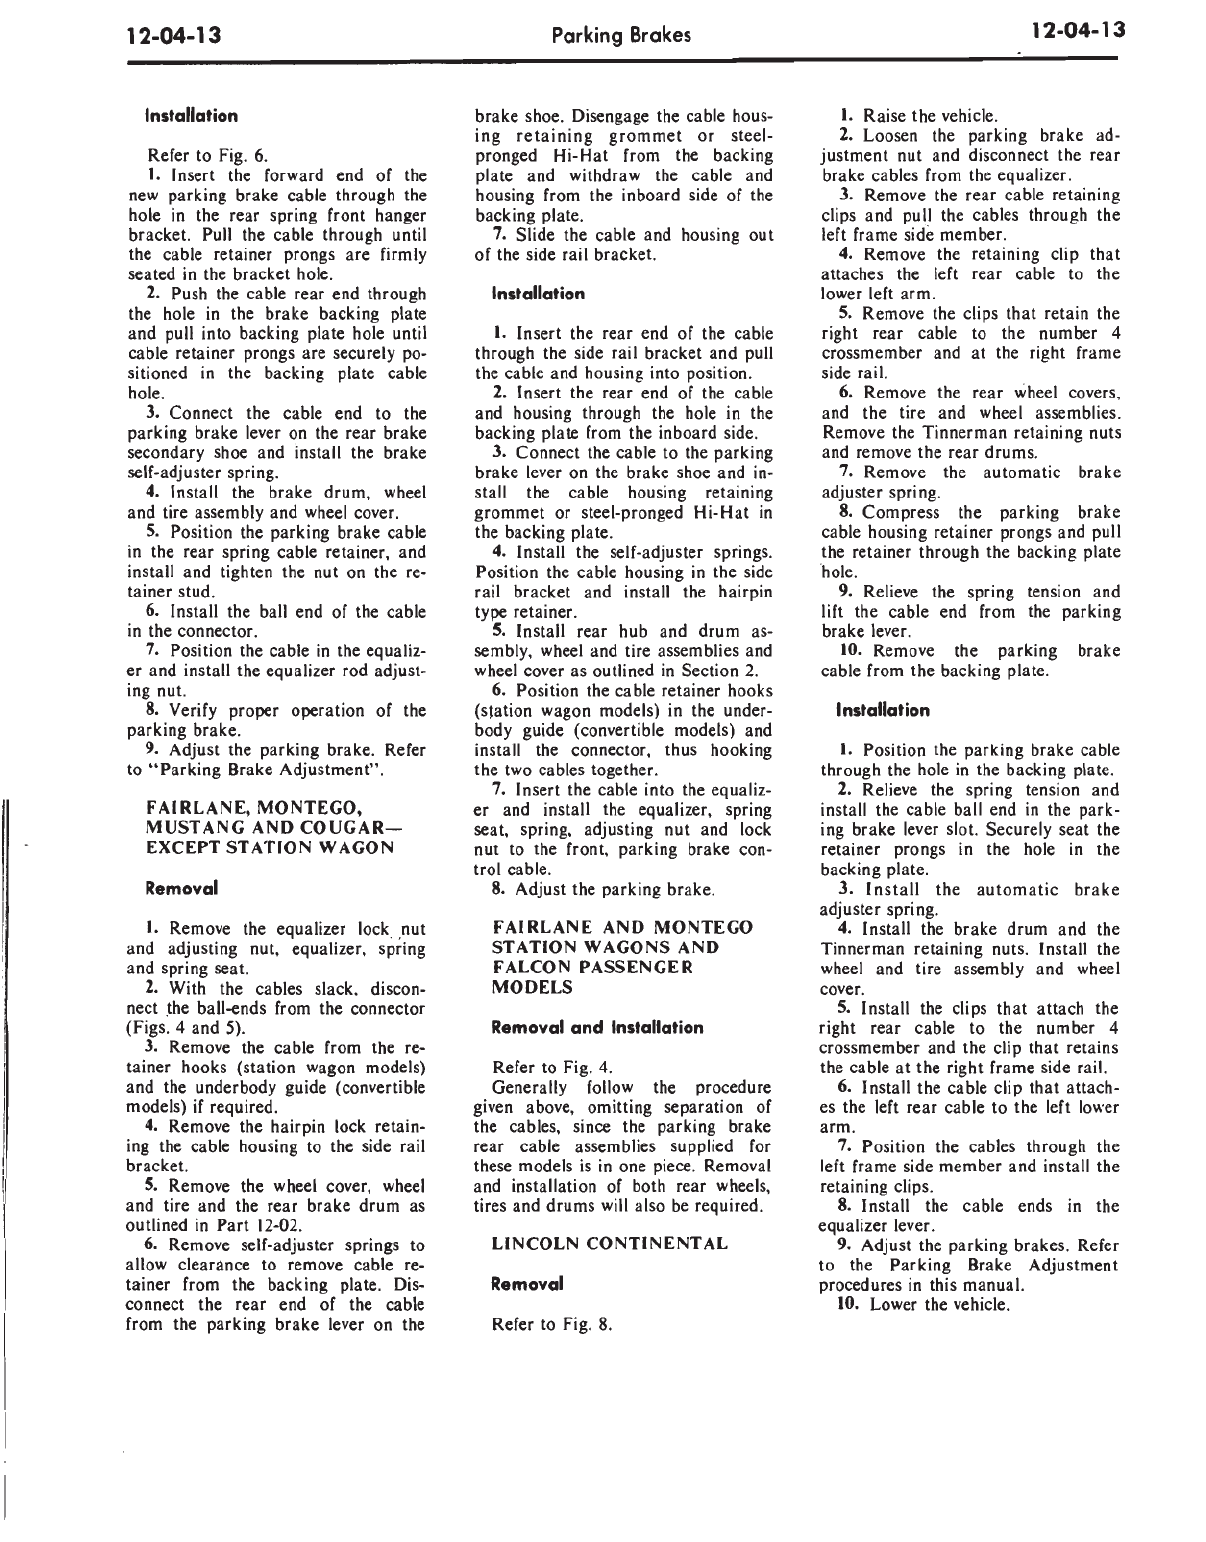 12-04-13
Parking Brakes
12-04-13
Installation
Refer to Fig. 6.
1. Insert the forward end of the
new parking brake cable through the
hole in the rear spring front hanger
bracket. Pull the cable through until
the cable retainer prongs are firmly
seated in the bracket hole.
2. Push the cable rear end through
the hole in the brake backing plate
and pull into backing plate hole until
cable retainer prongs are securely po-
sitioned in the backing plate cable
hole.
3. Connect the cable end to the
parking brake lever on the rear brake
secondary shoe and install the brake
self-adjuster spring.
4. Install the brake drum, wheel
and tire assembly and wheel cover.
5. Position the parking brake cable
in the rear spring cable retainer, and
install and tighten the nut on the re-
tainer stud.
6. Install the ball end of the cable
in the connector.
7. Position the cable in the equaliz-
er and install the equalizer rod adjust-
ing nut.
8. Verify proper operation of the
parking brake.
9. Adjust the parking brake. Refer
to “Parking Brake Adjustment”.
FAIRLANE, MONTEGO,
MUSTANG AND COUGAR—
EXCEPT STATION WAGON
Removal
1. Remove the equalizer lock nut
and adjusting nut, equalizer, spring
and spring seat.
2. With the cables slack, discon-
nect the ball-ends from the connector
(Figs. 4 and 5).
3. Remove the cable from the re-
tainer hooks (station wagon models)
and the underbody guide (convertible
models) if required.
4. Remove the hairpin lock retain-
ing the cable housing to the side rail
bracket.
5. Remove the wheel cover, wheel
and tire and the rear brake drum as
outlined in Part 12-02.
6. Remove self-adjuster springs to
allow clearance to remove cable re-
tainer from the backing plate. Dis-
connect the rear end of the cable
from the parking brake lever on the
brake shoe. Disengage the cable hous-
ing retaining grommet or steel-
pronged Hi-Hat from the backing
plate and withdraw the cable and
housing from the inboard side of the
backing plate.
7. Slide the cable and housing out
of the side rail bracket.
Installation
1. Insert the rear end of the cable
through the side rail bracket and pull
the cable and housing into position.
2. Insert the rear end of the cable
and housing through the hole in the
backing plate from the inboard side.
3. Connect the cable to the parking
brake lever on the brake shoe and in-
stall the cable housing retaining
grommet or steel-pronged Hi-Hat in
the backing plate.
4. Install the self-adjuster springs.
Position the cable housing in the side
rail bracket and install the hairpin
type retainer.
5. Install rear hub and drum as-
sembly, wheel and tire assemblies and
wheel cover as outlined in Section 2.
6. Position the cable retainer hooks
(station wagon models) in the under-
body guide (convertible models) and
install the connector, thus hooking
the two cables together.
7. Insert the cable into the equaliz-
er and install the equalizer, spring
seat, spring, adjusting nut and lock
nut to the front, parking brake con-
trol cable.
8. Adjust the parking brake.
FAIRLANE AND MONTEGO
STATION WAGONS AND
FALCON PASSENGER
MODELS
Removal and Installation
Refer to Fig. 4.
Generally follow the procedure
given above, omitting separation of
the cables, since the parking brake
rear cable assemblies supplied for
these models is in one piece. Removal
and installation of both rear wheels,
tires and drums will also be required.
LINCOLN CONTINENTAL
Removal
Refer to Fig. 8.
1. Raise the vehicle.
2. Loosen the parking brake ad-
justment nut and disconnect the rear
brake cables from the equalizer.
3. Remove the rear cable retaining
clips and pull the cables through the
left frame side member.
4. Remove the retaining clip that
attaches the left rear cable to the
lower left arm.
5. Remove the clips that retain the
right rear cable to the number 4
crossmember and at the right frame
side rail.
6. Remove the rear wheel covers,
and the tire and wheel assemblies.
Remove the Tinnerman retaining nuts
and remove the rear drums.
7. Remove the automatic brake
adjuster spring.
8. Compress the parking brake
cable housing retainer prongs and pull
the retainer through the backing plate
hole.
9. Relieve the spring tension and
lift the cable end from the parking
brake lever.
10. Remove the parking brake
cable from the backing plate.
Installation
1. Position the parking brake cable
through the hole in the backing plate.
2. Relieve the spring tension and
install the cable ball end in the park-
ing brake lever slot. Securely seat the
retainer prongs in the hole in the
backing plate.
3. Install the automatic brake
adjuster spring.
4. Install the brake drum and the
Tinnerman retaining nuts. Install the
wheel and tire assembly and wheel
cover.
5. Install the clips that attach the
right rear cable to the number 4
crossmember and the clip that retains
the cable at the right frame side rail.
6. Install the cable clip that attach-
es the left rear cable to the left lower
arm.
7. Position the cables through the
left frame side member and install the
retaining clips.
8. Install the cable ends in the
equalizer lever.
9. Adjust the parking brakes. Refer
to the Parking Brake Adjustment
procedures in this manual.
10. Lower the vehicle.